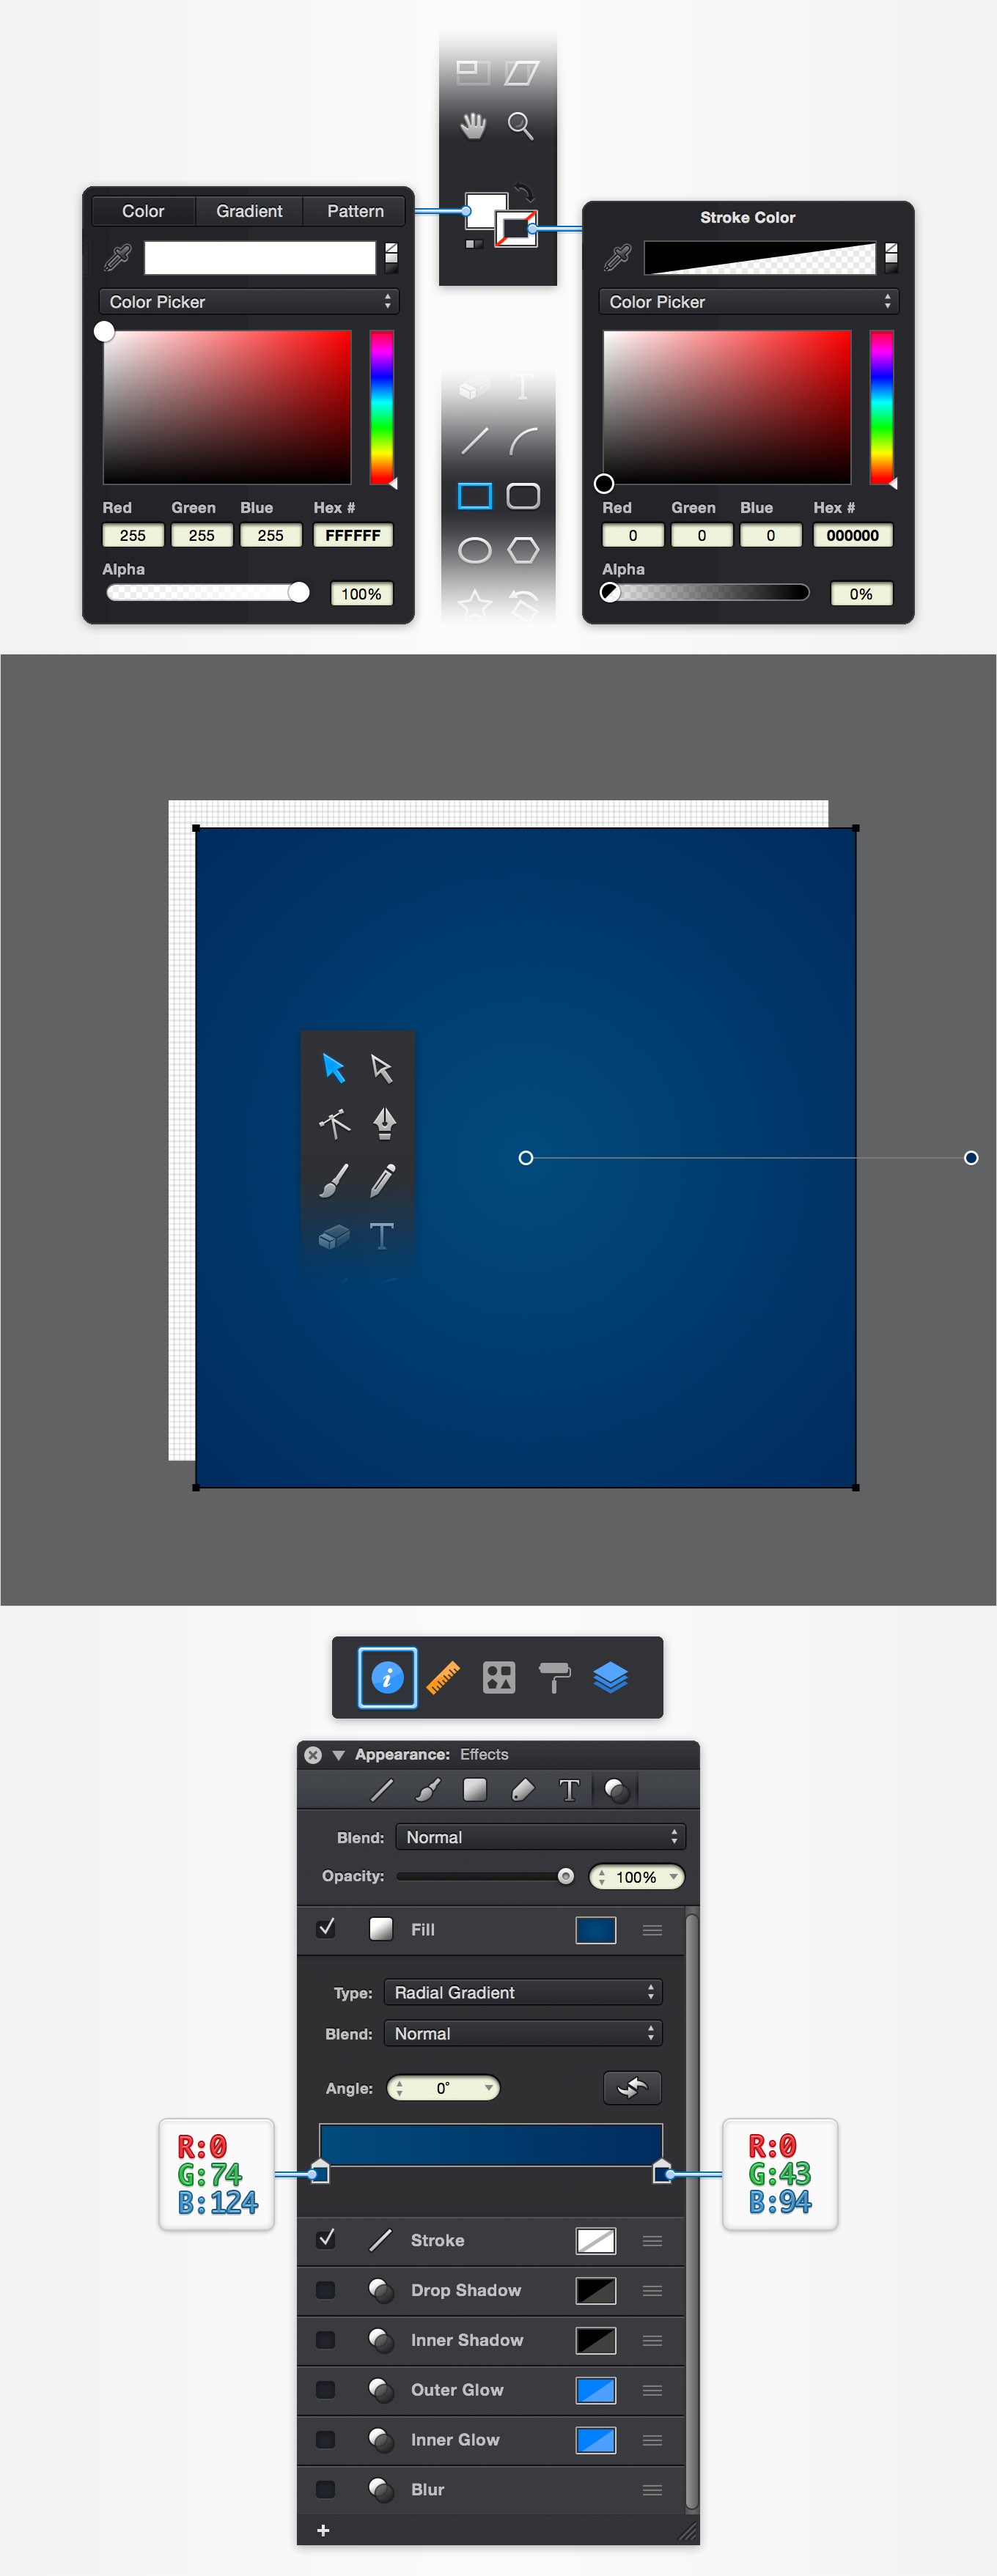 Color Gradient Pattern
Color Picker
Red Green Blue Hex #
255 255 255 FFFFFF
Alpha
100%
T
Stroke Color
Color Picker
Red Green Blue Hex #
0 0 0 000000
Alpha
0%
T
i
Appearance: Effects
T
Blend: Normal
Opacity: 100%
Fill
Type: Radial Gradient
Blend: Normal
Angle: 0°
R:0
G:74
B:124
R:0
G:43
B:94
Stroke
Drop Shadow
Inner Shadow
Outer Glow
Inner Glow
Blur
+